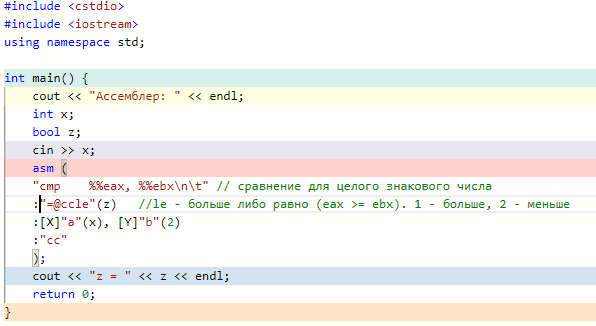 #include <cstdio>
#include <iostream>
using namespace std;
int main() {
cout << "Ассемблер: " << endl;
int x;
bool z;
cin >> x;
asm (
"cmp    %%eax, %%ebx\n\t" // сравнение для целого знакового числа
:"=@ccle"(z)   //le - больше либо равно (eax >= ebx). 1 - больше, 2 - меньше
:[X]"a"(x), [Y]"b"(2)
:"cc"
);
cout << "z = " << z << endl;
return 0;
}